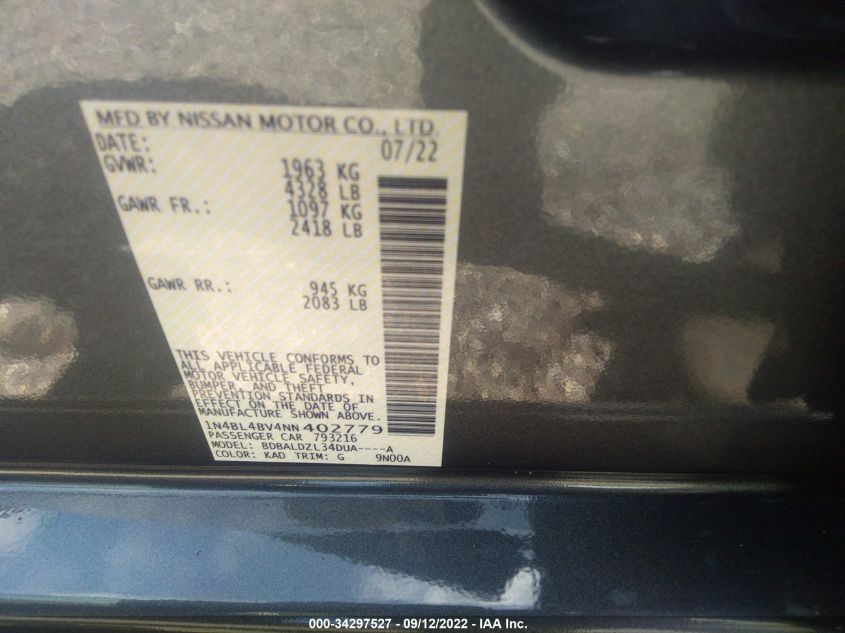 MFD BY NISSAN MOTOR CO., LTD.
DATE: 07/22
GVWR: 1963 KG
4328 LB
GAWR FR.: 1097 KG
2418 LB
GAWR RR.: 945 KG
2083 LB
THIS VEHICLE CONFORMS TO
ALL APPLICABLE FEDERAL
MOTOR VEHICLE SAFETY,
BUMPER, AND THEFT
PREVENTION STANDARDS IN
EFFECT ON THE DATE OF
MANUFACTURE SHOWN ABOVE.
1N4BL4BV4NN402779
PASSENGER CAR 793216
MODEL: BDBALDZL34DUA----A
COLOR: KAD TRIM: G 9N00A
000-34297527 - 09/12/2022 - IAA Inc.